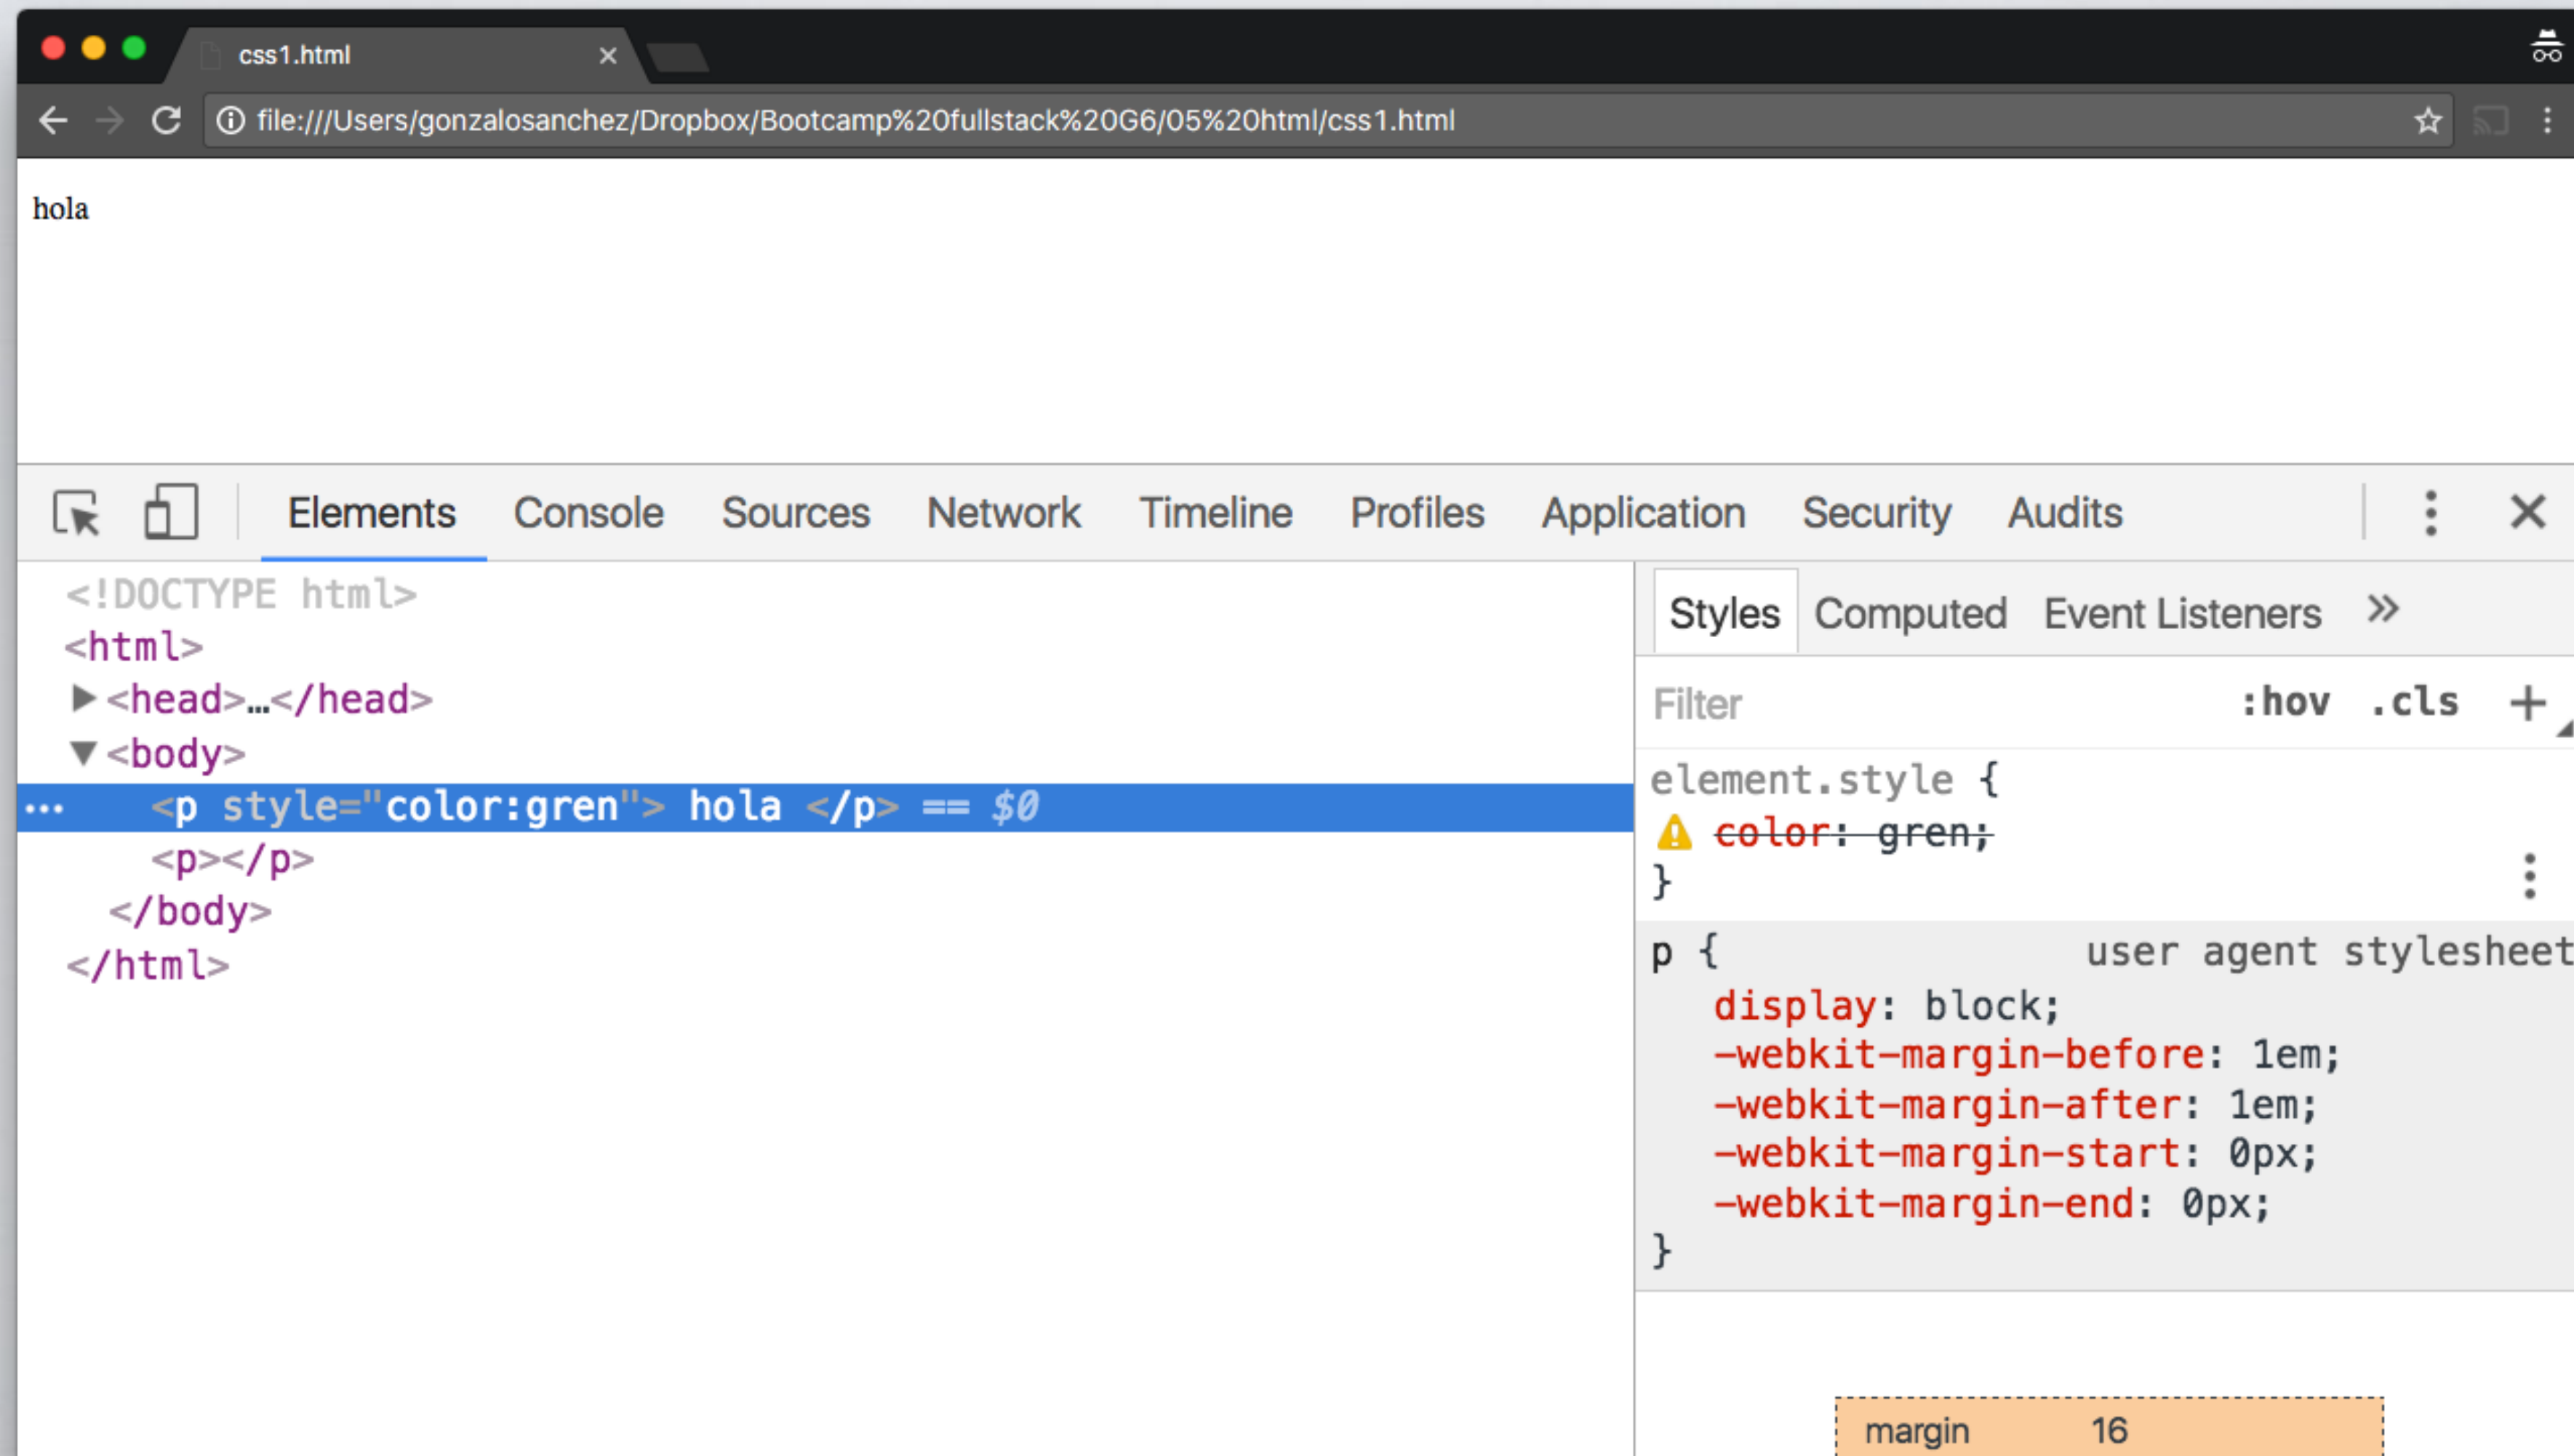 css1.html
file:///Users/gonzalosanchez/Dropbox/Bootcamp%20fullstack%20G6/05%20html/css1.html
hola
Elements Console Sources Network Timeline Profiles Application Security Audits
<!DOCTYPE html>
<html>
<head>…</head>
<body>
<p style="color:gren"> hola </p> == $0
<p></p>
</body>
</html>
Styles Computed Event Listeners »
Filter :hov .cls +
element.style {
color: gren;
}
p { user agent stylesheet
display: block;
-webkit-margin-before: 1em;
-webkit-margin-after: 1em;
-webkit-margin-start: 0px;
-webkit-margin-end: 0px;
}
margin 16